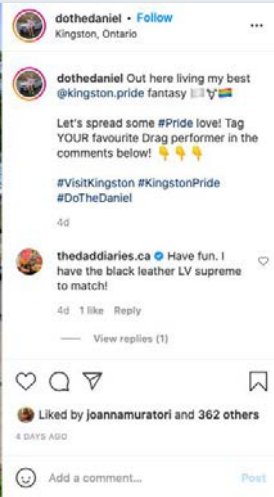 dothedaniel • Follow
Kingston, Ontario
dothedaniel Out here living my best
@kingston.pride fantasy 🏳️‍⚧️🏳️‍🌈
Let's spread some #Pride love! Tag
YOUR favourite Drag performer in the
comments below! 👇👇👇
#VisitKingston #KingstonPride
#DoTheDaniel
4d
thedaddiaries.ca Have fun. I
have the black leather LV supreme
to match!
4d 1 like Reply
View replies (1)
Liked by joannamuratori and 362 others
4 DAYS AGO
Add a comment... Post